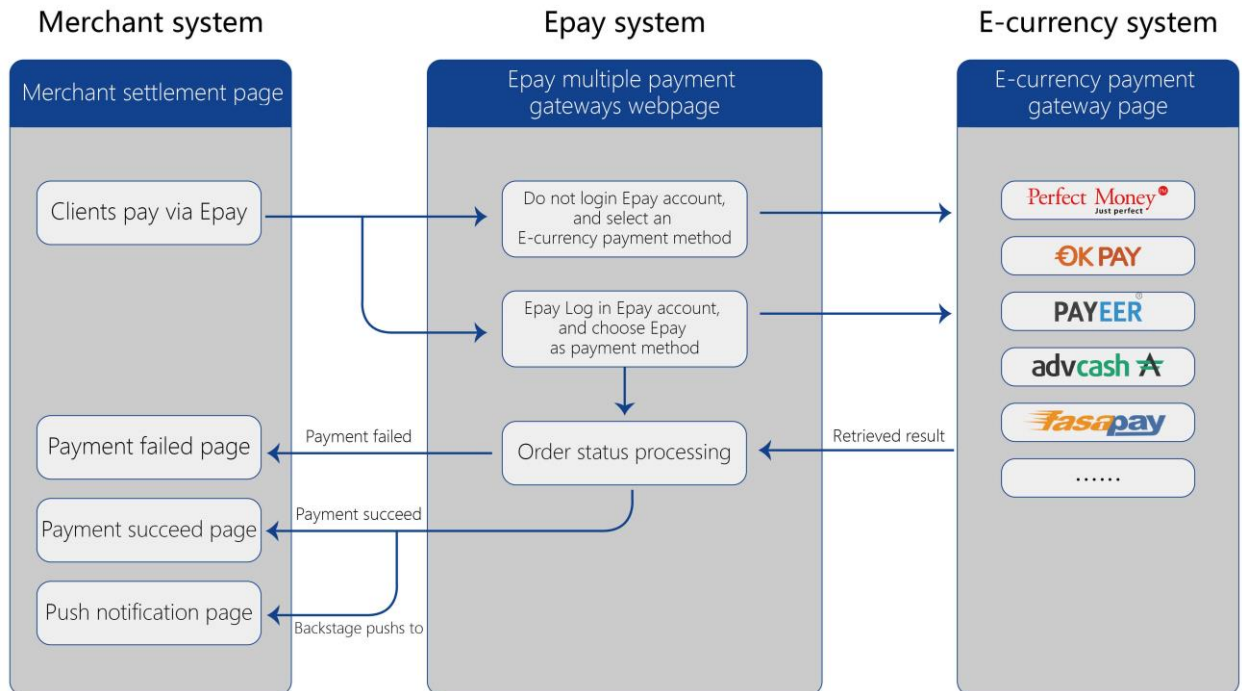 Merchant system
Epay system
E-currency system
Merchant settlement page
Epay multiple payment
gateways webpage
E-currency payment
gateway page
Clients pay via Epay
Do not login Epay account,
and select an
E-currency payment method
Epay Log in Epay account,
and choose Epay
as payment method
Perfect Money PM
Just perfect
€OK PAY
PAYEER®
advcash
fasapay
......
Payment failed page
Payment failed
Order status processing
Retrieved result
Payment succeed page
Payment succeed
Push notification page
Backstage pushes to